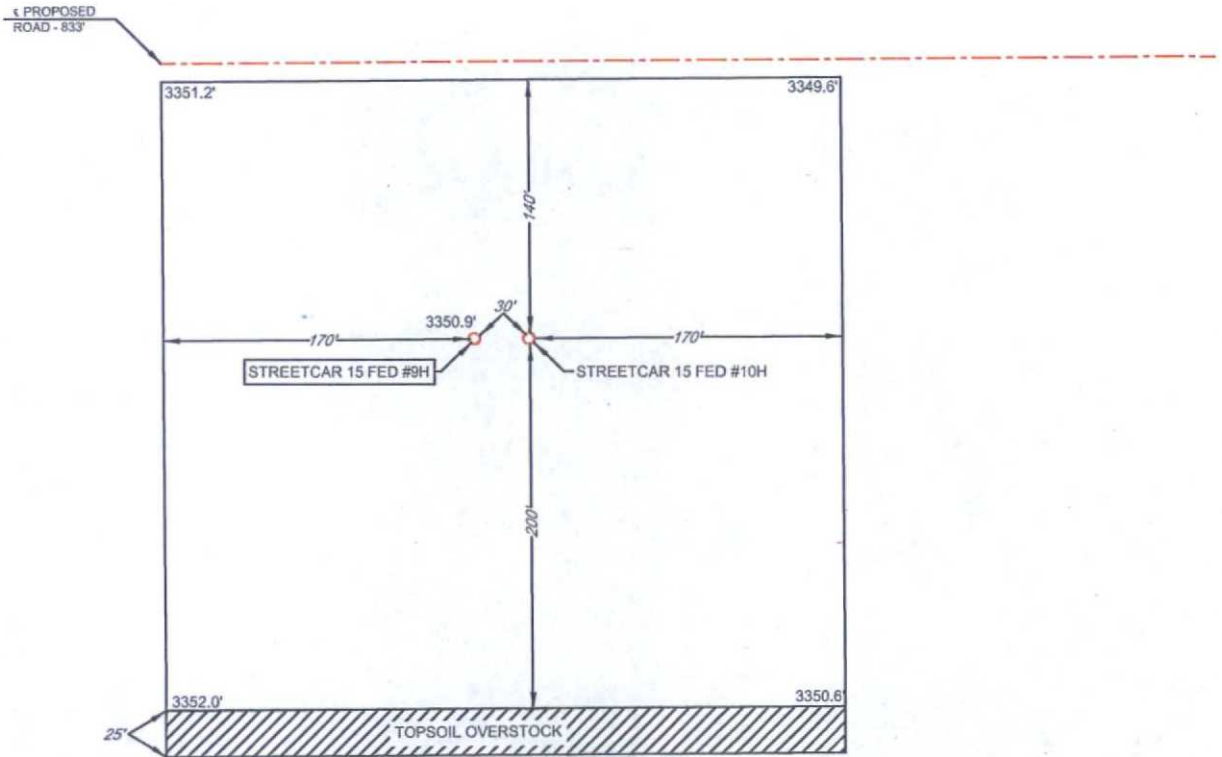 ℄ PROPOSED
ROAD - 833'
3351.2'
3349.6'
140'
30'
3350.9'
170'
170'
STREETCAR 15 FED #9H
STREETCAR 15 FED #10H
200'
3352.0'
3350.6'
25'
TOPSOIL OVERSTOCK